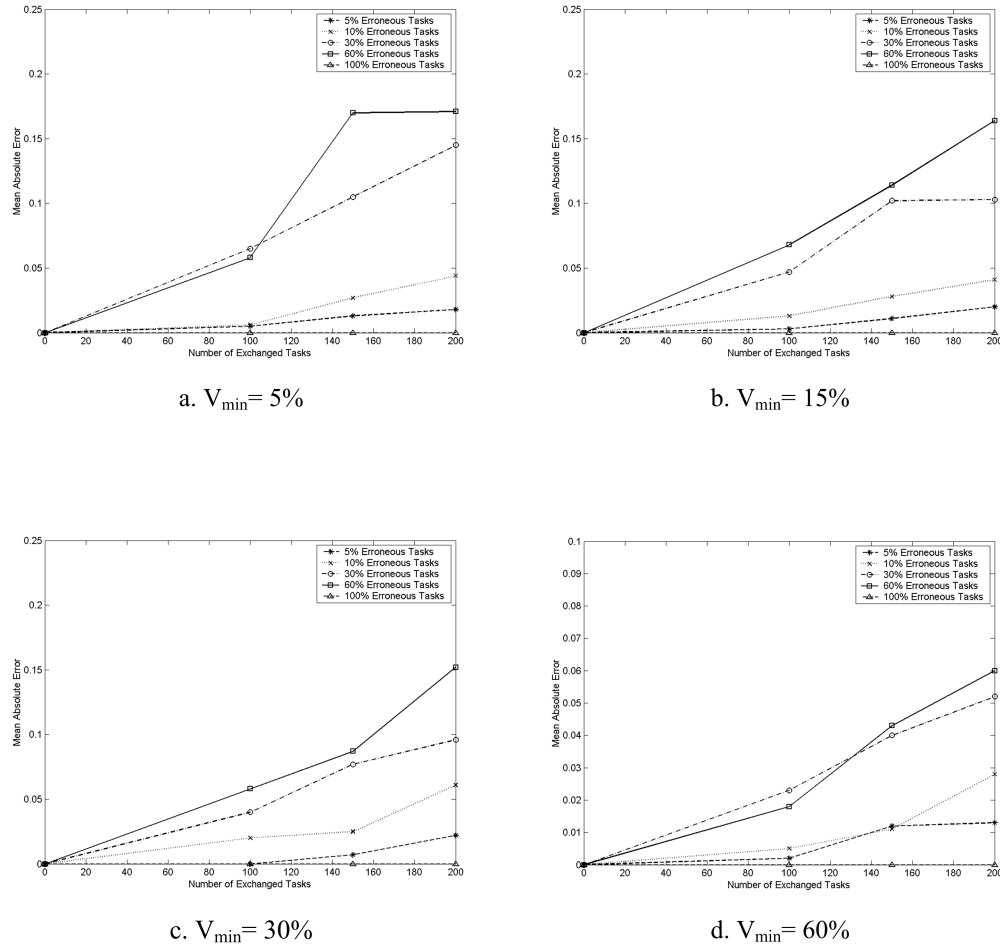 0.25
0.2
0.15
0.1
0.05
0
Mean Absolute Error
5% Erroneous Tasks
10% Erroneous Tasks
30% Erroneous Tasks
60% Erroneous Tasks
100% Erroneous Tasks
0 20 40 60 80 100 120 140 160 180 200
Number of Exchanged Tasks
a. Vmin= 5%
0.25
0.2
0.15
0.1
0.05
0
Mean Absolute Error
5% Erroneous Tasks
10% Erroneous Tasks
30% Erroneous Tasks
60% Erroneous Tasks
100% Erroneous Tasks
0 20 40 60 80 100 120 140 160 180 200
Number of Exchanged Tasks
b. Vmin= 15%
0.25
0.2
0.15
0.1
0.05
0
Mean Absolute Error
5% Erroneous Tasks
10% Erroneous Tasks
30% Erroneous Tasks
60% Erroneous Tasks
100% Erroneous Tasks
0 20 40 60 80 100 120 140 160 180 200
Number of Exchanged Tasks
c. Vmin= 30%
0.1
0.09
0.08
0.07
0.06
0.05
0.04
0.03
0.02
0.01
0
Mean Absolute Error
5% Erroneous Tasks
10% Erroneous Tasks
30% Erroneous Tasks
60% Erroneous Tasks
100% Erroneous Tasks
0 20 40 60 80 100 120 140 160 180 200
Number of Exchanged Tasks
d. Vmin= 60%